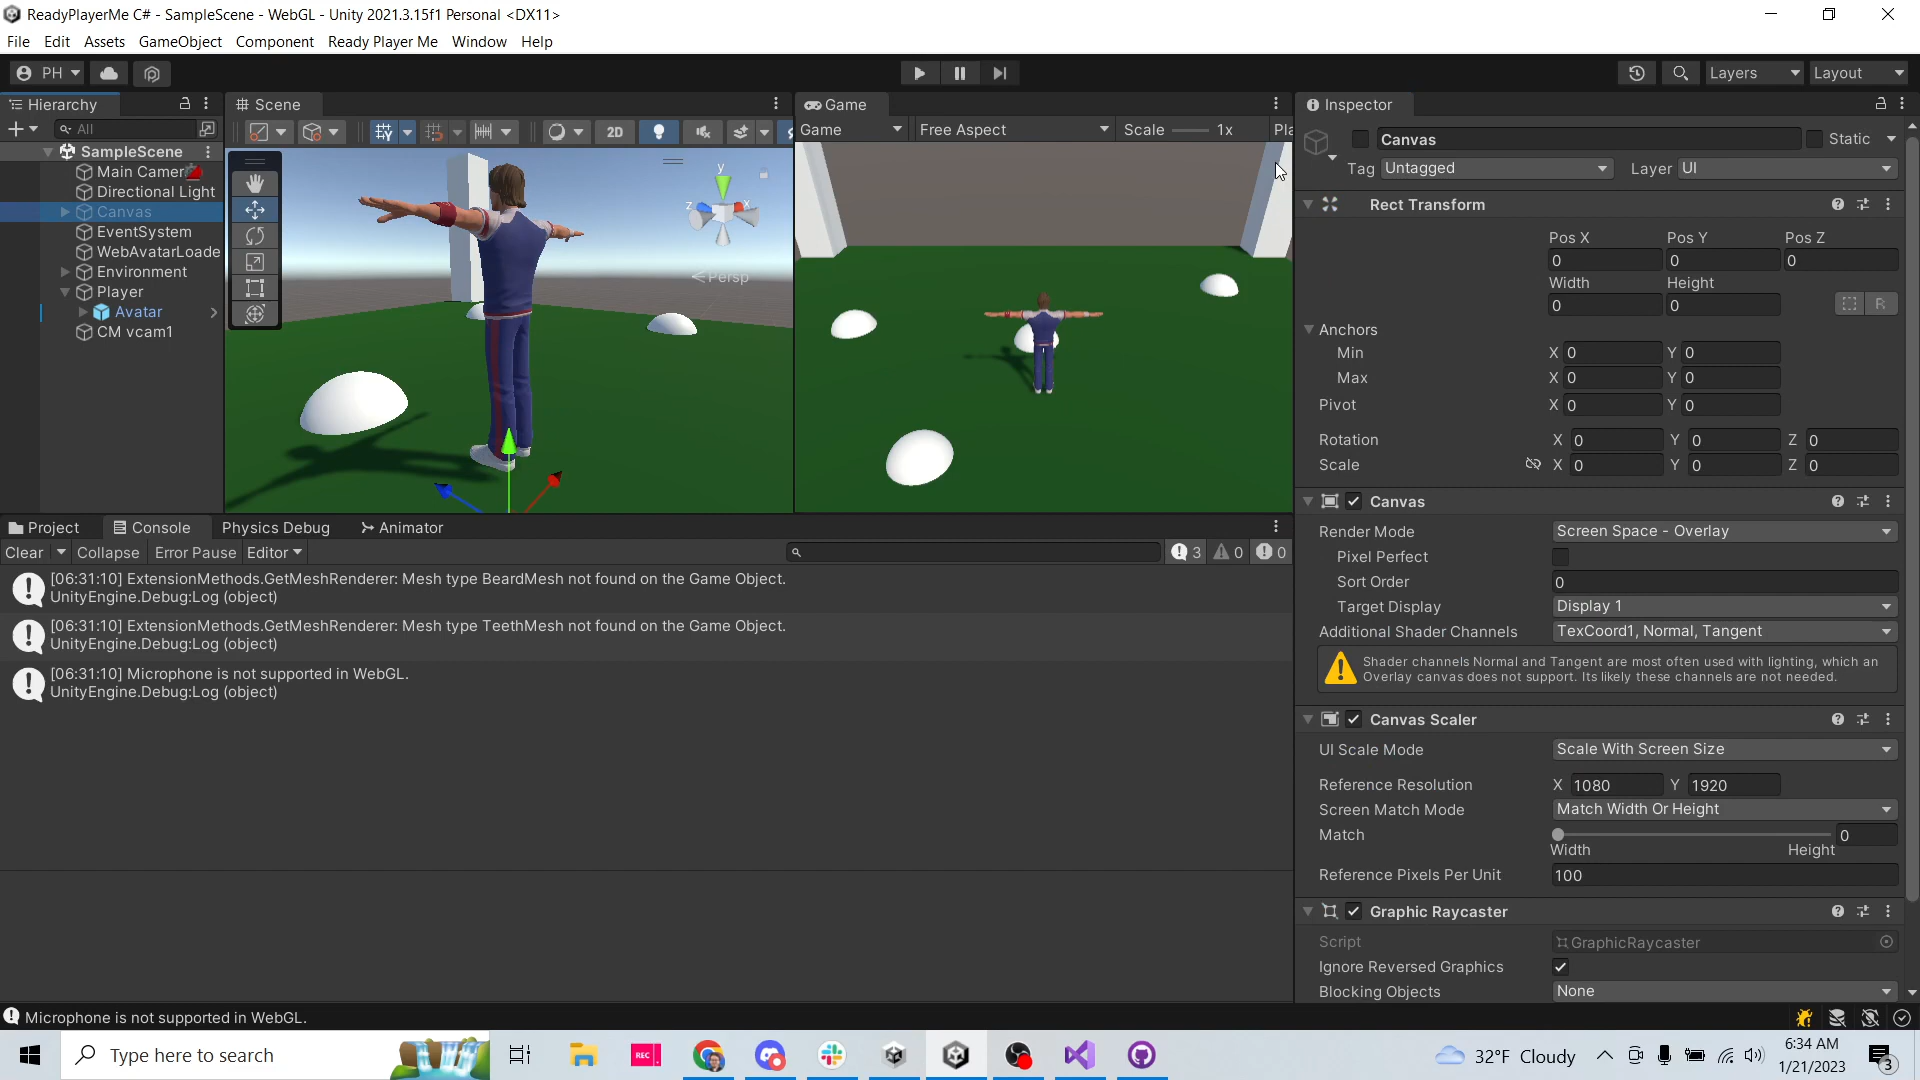 ReadyPlayerMe C# - SampleScene - WebGL - Unity 2021.3.15f1 Personal <DX11>
File Edit Assets GameObject Component Ready Player Me Window Help
PH Layers Layout
Hierarchy
All
SampleScene
Main Camera
Directional Light
Canvas
EventSystem
WebAvatarLoade
Environment
Player
Avatar
CM vcam1
Scene
2D
y
z x
Persp
Game
Game Free Aspect Scale 1x Pla
Inspector
Canvas Static
Tag Untagged Layer UI
Rect Transform
Pos X Pos Y Pos Z
0 0 0
Width Height
0 0 R
Anchors
Min X 0 Y 0
Max X 0 Y 0
Pivot X 0 Y 0
Rotation X 0 Y 0 Z 0
Scale X 0 Y 0 Z 0
Canvas
Render Mode Screen Space - Overlay
Pixel Perfect
Sort Order 0
Target Display Display 1
Additional Shader Channels TexCoord1, Normal, Tangent
Shader channels Normal and Tangent are most often used with lighting, which an
Overlay canvas does not support. Its likely these channels are not needed.
Canvas Scaler
UI Scale Mode Scale With Screen Size
Reference Resolution X 1080 Y 1920
Screen Match Mode Match Width Or Height
Match 0
Width Height
Reference Pixels Per Unit 100
Graphic Raycaster
Script GraphicRaycaster
Ignore Reversed Graphics
Blocking Objects None
Project Console Physics Debug Animator
Clear Collapse Error Pause Editor 3 0 0
[06:31:10] ExtensionMethods.GetMeshRenderer: Mesh type BeardMesh not found on the Game Object.
UnityEngine.Debug:Log (object)
[06:31:10] ExtensionMethods.GetMeshRenderer: Mesh type TeethMesh not found on the Game Object.
UnityEngine.Debug:Log (object)
[06:31:10] Microphone is not supported in WebGL.
UnityEngine.Debug:Log (object)
Microphone is not supported in WebGL.
Type here to search
REC
32°F Cloudy
6:34 AM
1/21/2023
3